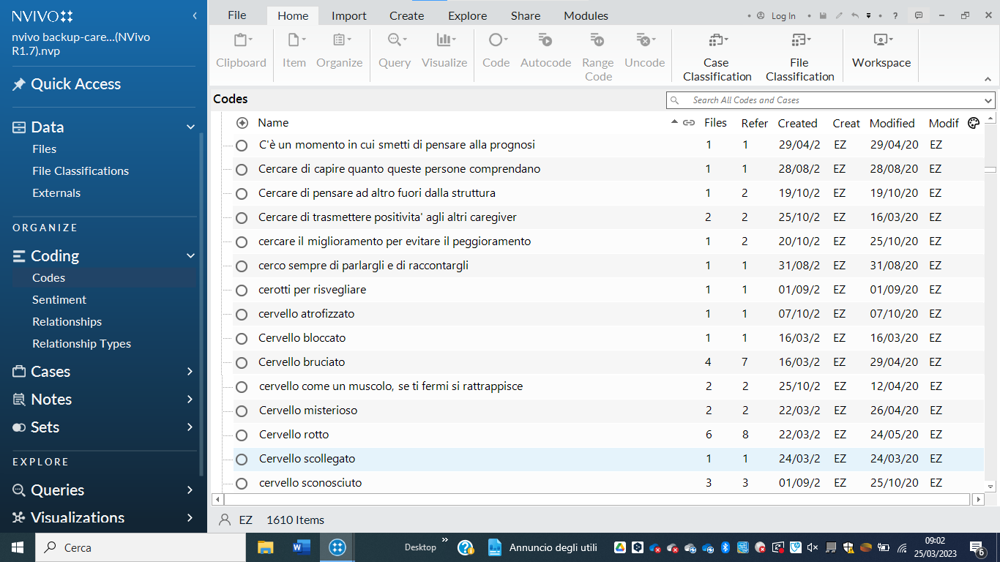 NVIVO
nvivo backup-care...(NVivo
R1.7).nvp
Quick Access
Data
Files
File Classifications
Externals
ORGANIZE
Coding
Codes
Sentiment
Relationships
Relationship Types
Cases
Notes
Sets
EXPLORE
Queries
Visualizations
File Home Import Create Explore Share Modules
Log In
Clipboard Item Organize Query Visualize Code Autocode Range Code Uncode Case Classification File Classification Workspace
Codes
Search All Codes and Cases
Name Files Refer Created Creat Modified Modif
C'è un momento in cui smetti di pensare alla prognosi 1 1 29/04/2 EZ 29/04/20 EZ
Cercare di capire quanto queste persone comprendano 1 1 28/08/2 EZ 28/08/20 EZ
Cercare di pensare ad altro fuori dalla struttura 1 2 19/10/2 EZ 19/10/20 EZ
Cercare di trasmettere positivita' agli altri caregiver 2 2 25/10/2 EZ 16/03/20 EZ
cercare il miglioramento per evitare il peggioramento 1 2 20/10/2 EZ 25/10/20 EZ
cerco sempre di parlargli e di raccontargli 1 1 31/08/2 EZ 31/08/20 EZ
cerotti per risvegliare 1 1 01/09/2 EZ 01/09/20 EZ
cervello atrofizzato 1 1 07/10/2 EZ 07/10/20 EZ
Cervello bloccato 1 1 16/03/2 EZ 16/03/20 EZ
Cervello bruciato 4 7 16/03/2 EZ 29/04/20 EZ
cervello come un muscolo, se ti fermi si rattrappisce 2 2 25/10/2 EZ 12/04/20 EZ
Cervello misterioso 2 2 22/03/2 EZ 26/04/20 EZ
Cervello rotto 6 8 22/03/2 EZ 24/05/20 EZ
Cervello scollegato 1 1 24/03/2 EZ 24/03/20 EZ
cervello sconosciuto 3 3 01/09/2 EZ 25/10/20 EZ
EZ 1610 Items
Cerca
Desktop
Annuncio degli utili
09:02
25/03/2023
6